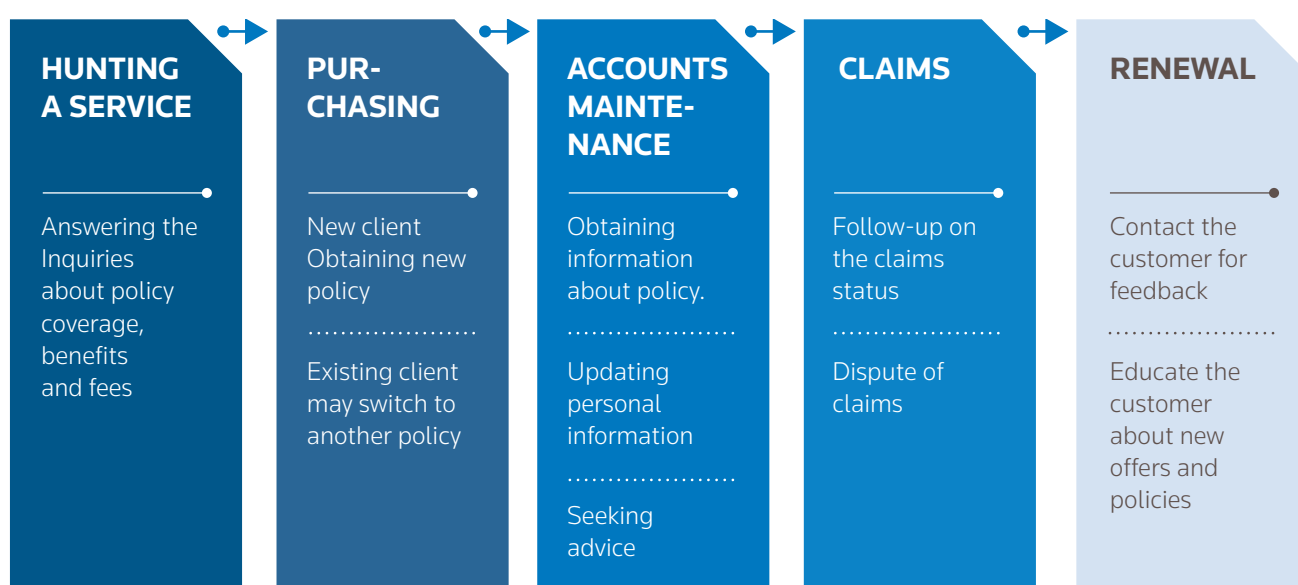 HUNTING
A SERVICE
Answering the
Inquiries
about policy
coverage,
benefits
and fees
PUR-
CHASING
New client
Obtaining new
policy
Existing client
may switch to
another policy
ACCOUNTS
MAINTE-
NANCE
Obtaining
information
about policy.
Updating
personal
information
Seeking
advice
CLAIMS
Follow-up on
the claims
status
Dispute of
claims
RENEWAL
Contact the
customer for
feedback
Educate the
customer
about new
offers and
policies